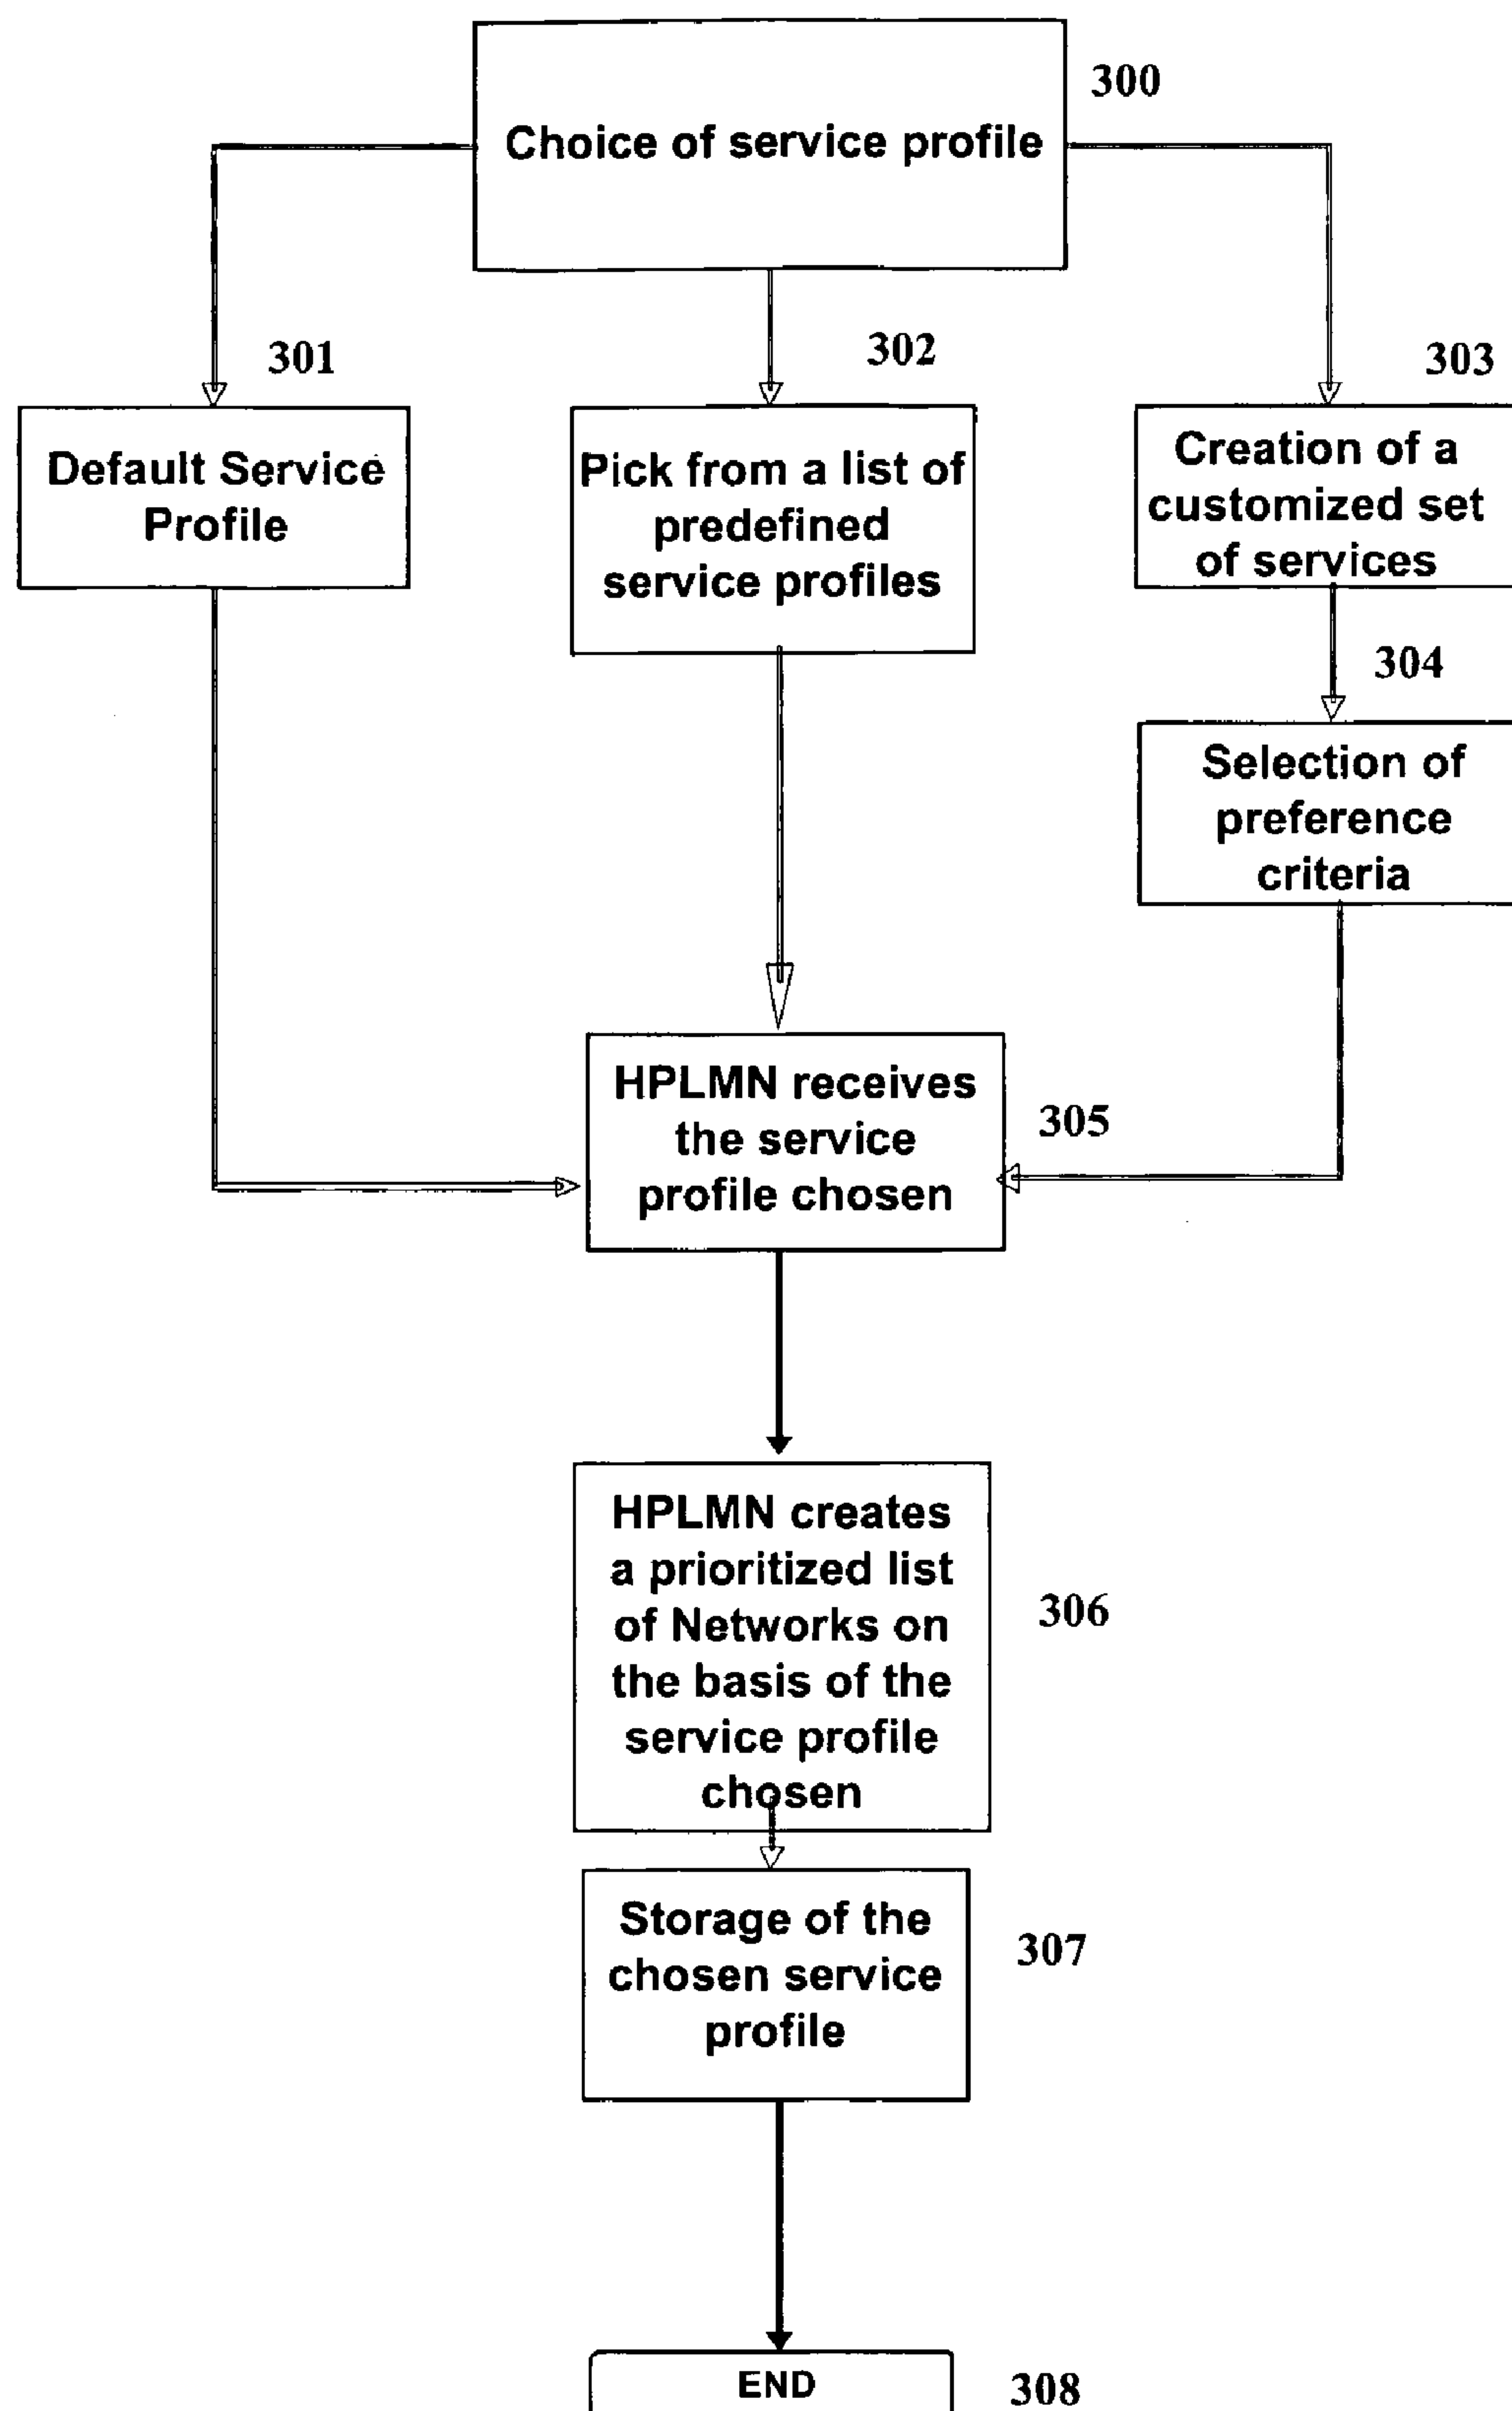 300
Choice of service profile
301
302
303
Default Service
Profile
Pick from a list of
predefined
service profiles
Creation of a
customized set
of services
304
Selection of
preference
criteria
HPLMN receives
the service
profile chosen
305
HPLMN creates
a prioritized list
of Networks on
the basis of the
service profile
chosen
306
Storage of the
chosen service
profile
307
END
308